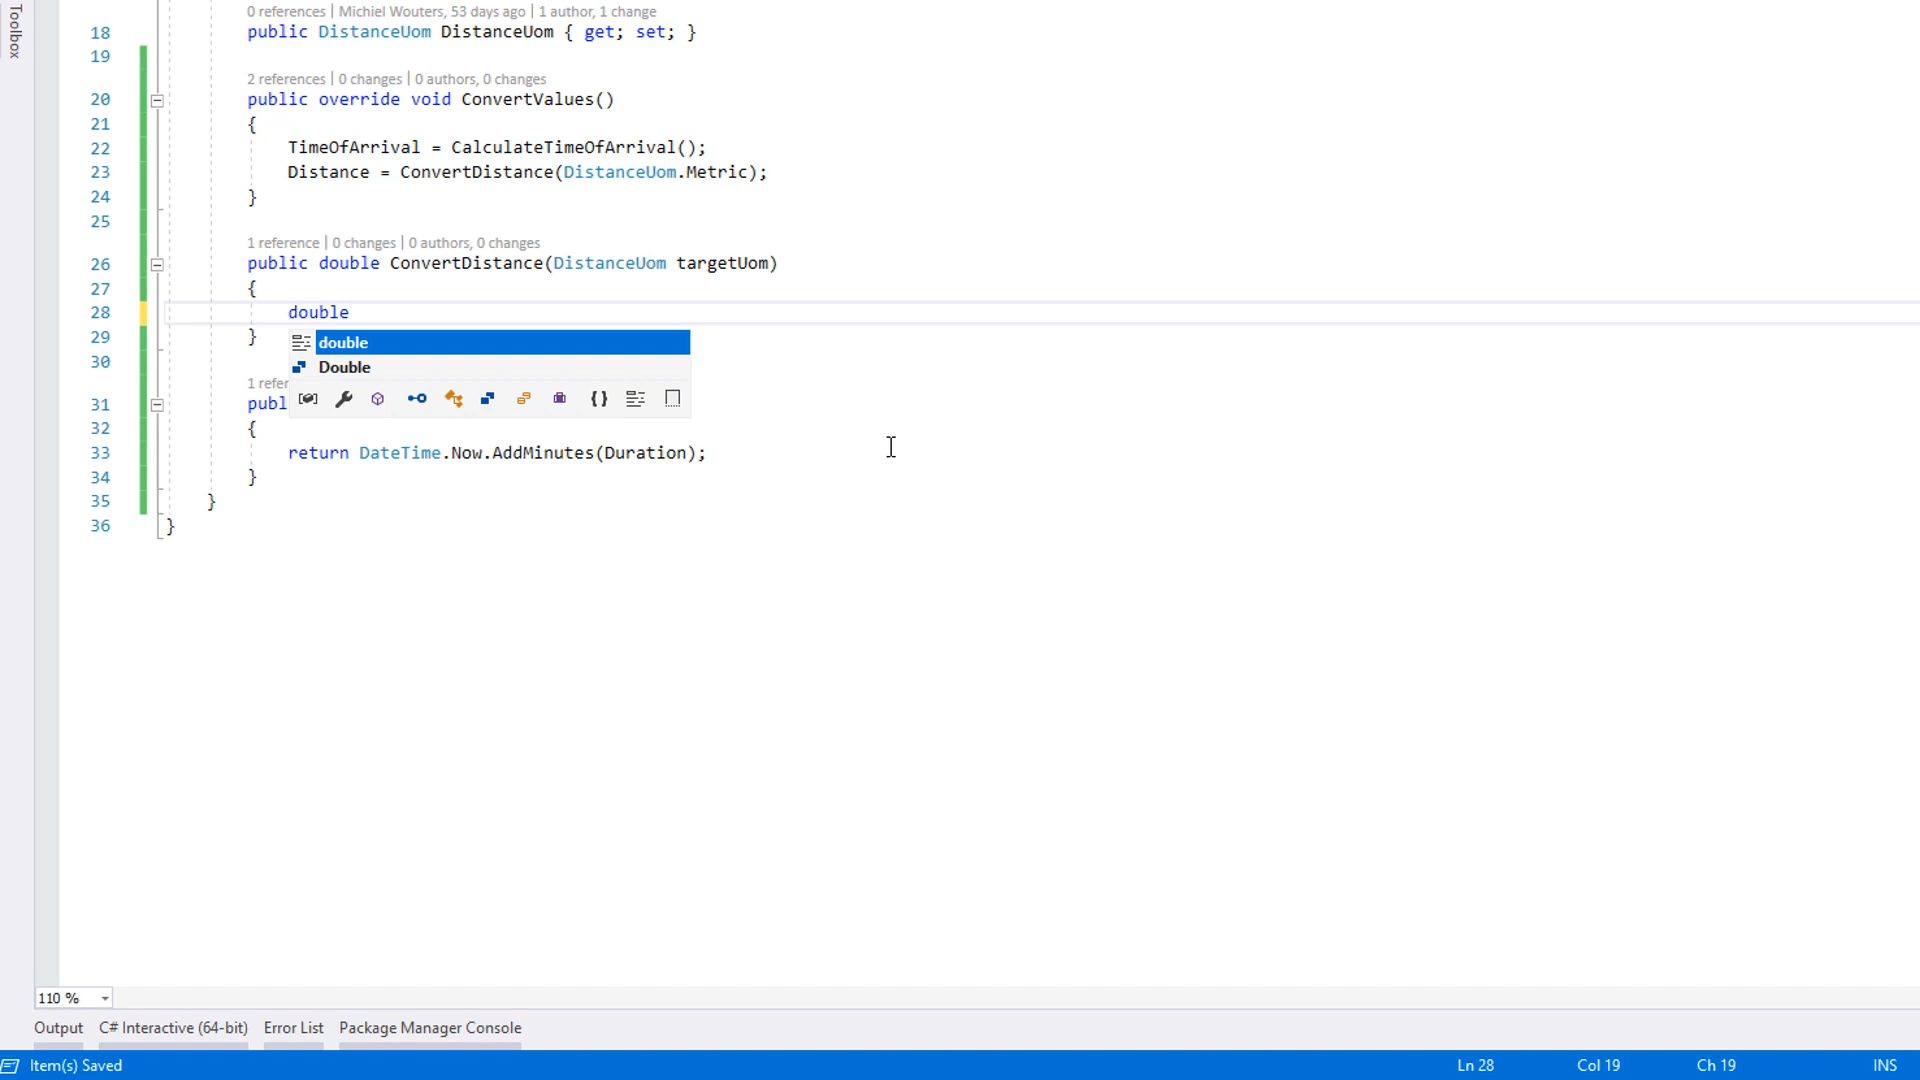 Toolbox
0 references | Michiel Wouters, 53 days ago | 1 author, 1 change
18 public DistanceUom DistanceUom { get; set; }
19
2 references | 0 changes | 0 authors, 0 changes
20 public override void ConvertValues()
21 {
22 TimeOfArrival = CalculateTimeOfArrival();
23 Distance = ConvertDistance(DistanceUom.Metric);
24 }
25
1 reference | 0 changes | 0 authors, 0 changes
26 public double ConvertDistance(DistanceUom targetUom)
27 {
28 double
29 }
double
30
Double
1 refer
31 publ
{}
32 {
33 return DateTime.Now.AddMinutes(Duration);
34 }
35 }
36 }
110 %
Output C# Interactive (64-bit) Error List Package Manager Console
Item(s) Saved Ln 28 Col 19 Ch 19 INS